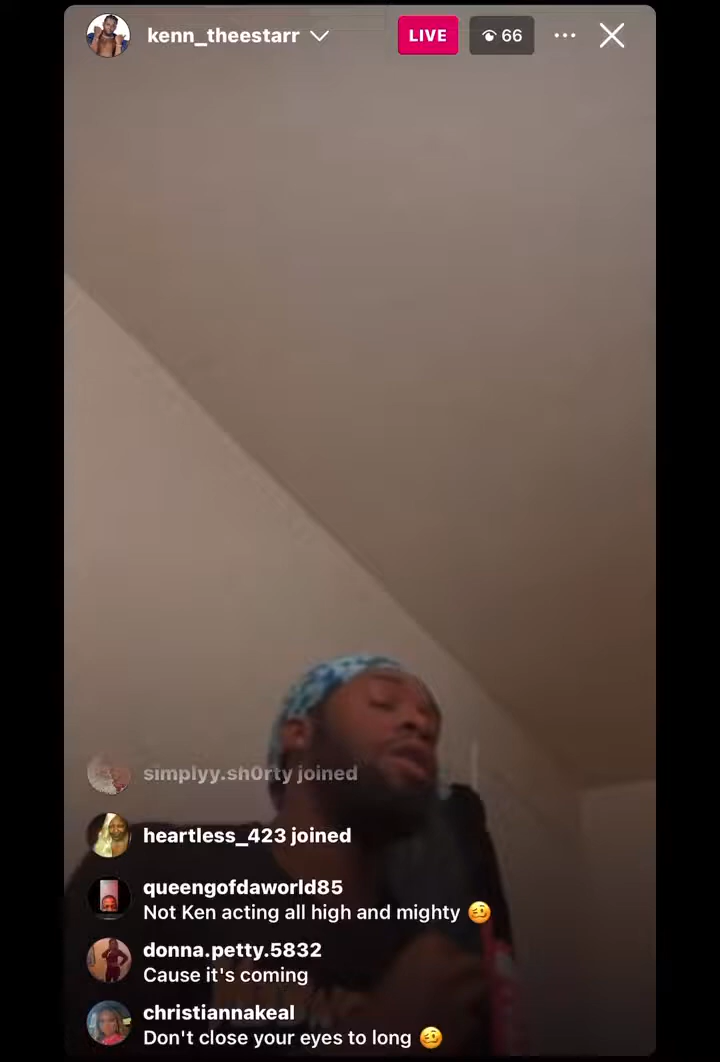 kenn_theestarr
LIVE
66
simplyy.sh0rty joined
heartless_423 joined
queengofdaworld85
Not Ken acting all high and mighty 🥴
donna.petty.5832
Cause it's coming
christiannakeal
Don't close your eyes to long 🥴